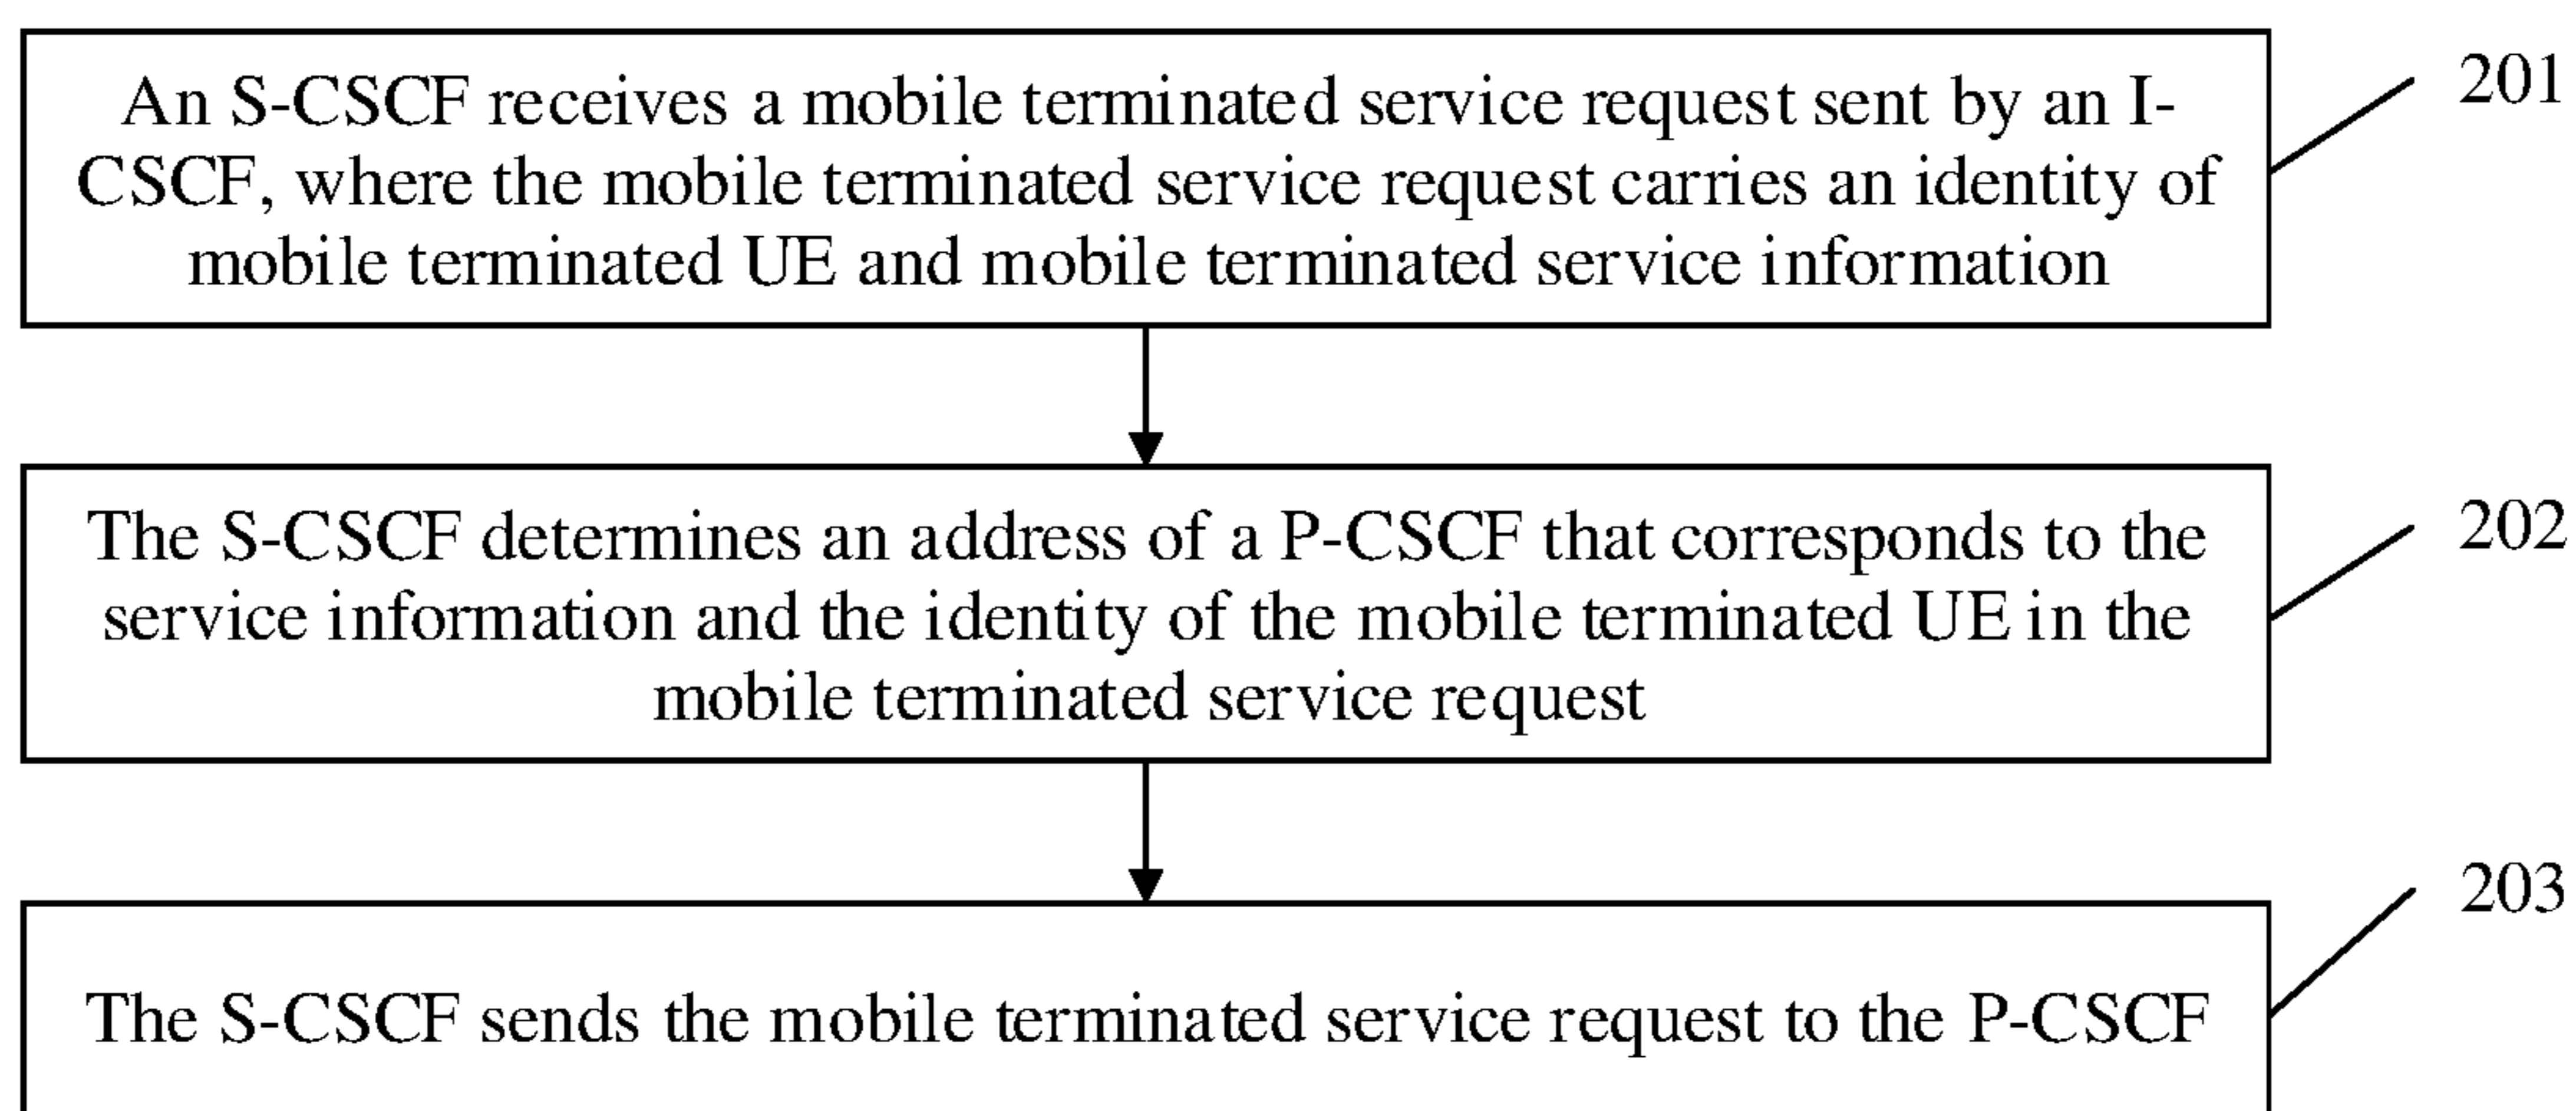 An S-CSCF receives a mobile terminated service request sent by an I-
CSCF, where the mobile terminated service request carries an identity of
mobile terminated UE and mobile terminated service information
201
The S-CSCF determines an address of a P-CSCF that corresponds to the
service information and the identity of the mobile terminated UE in the
mobile terminated service request
202
The S-CSCF sends the mobile terminated service request to the P-CSCF
203